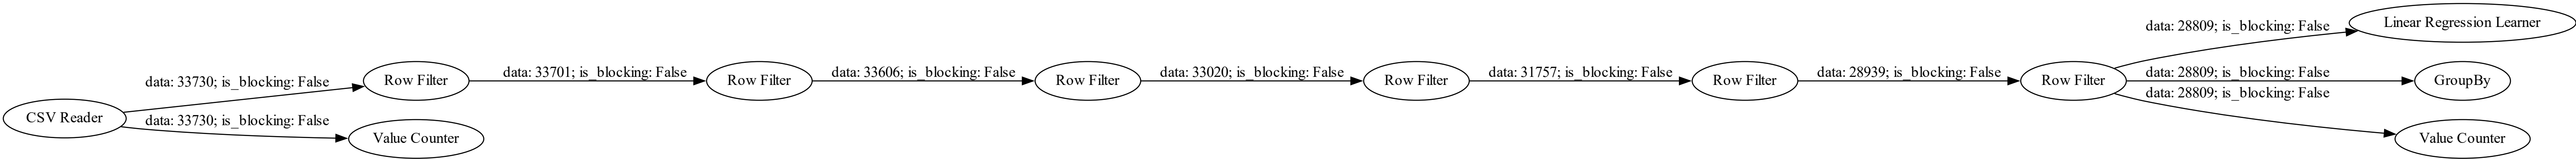 CSV Reader
data: 33730; is_blocking: False
data: 33730; is_blocking: False
Row Filter
Value Counter
data: 33701; is_blocking: False
Row Filter
data: 33606; is_blocking: False
Row Filter
data: 33020; is_blocking: False
Row Filter
data: 31757; is_blocking: False
Row Filter
data: 28939; is_blocking: False
Row Filter
data: 28809; is_blocking: False
data: 28809; is_blocking: False
data: 28809; is_blocking: False
Linear Regression Learner
GroupBy
Value Counter